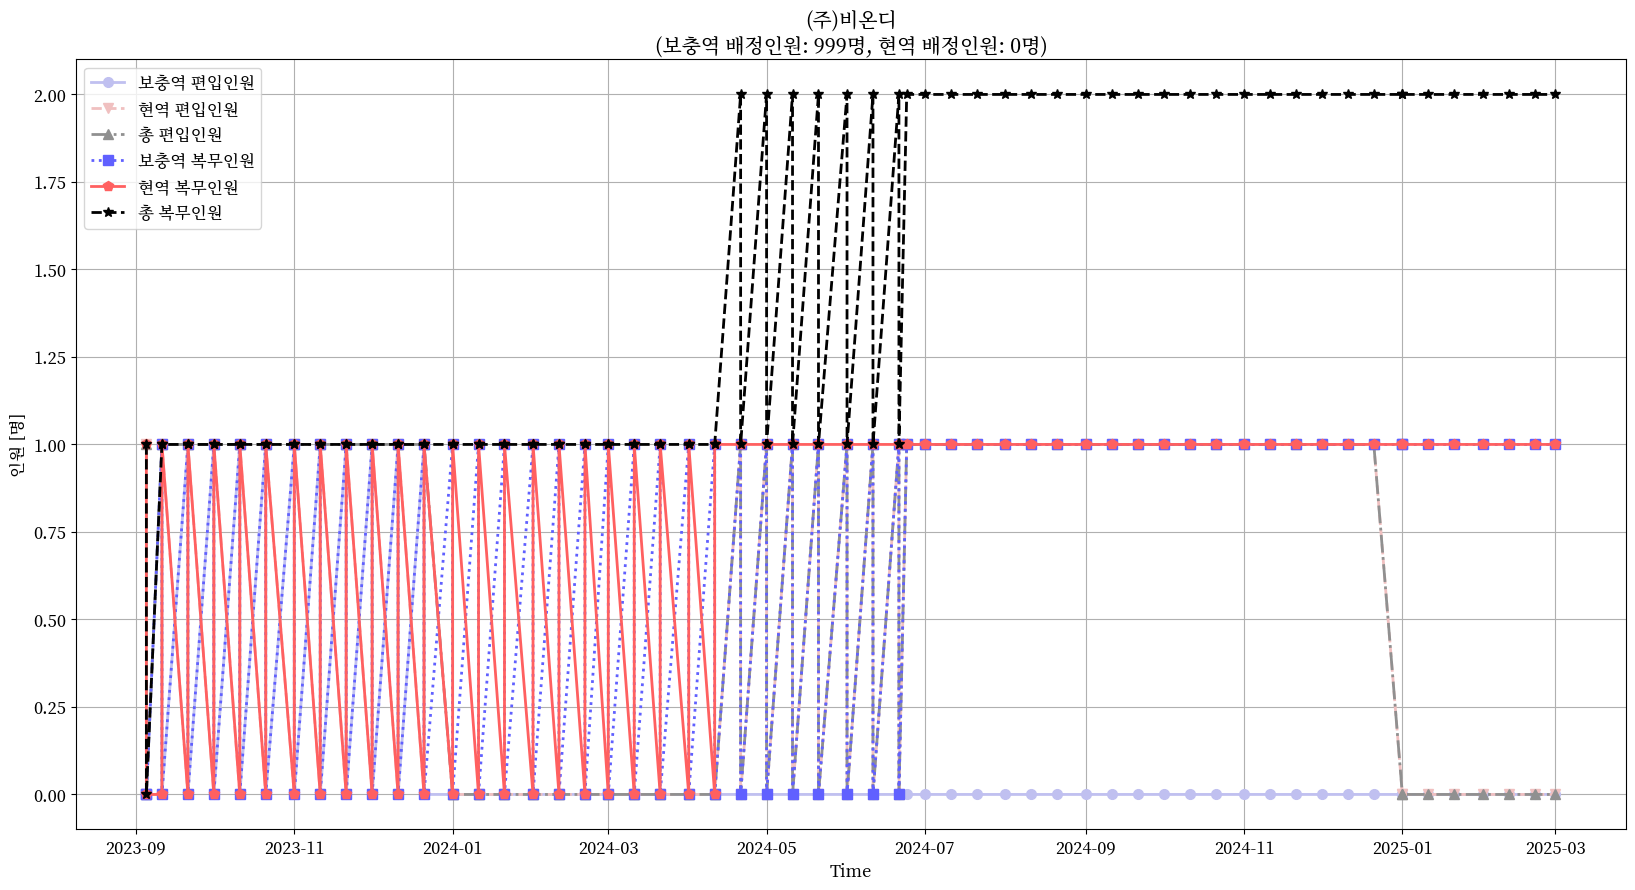 (주)비온디
(보충역 배정인원: 999명, 현역 배정인원: 0명)
보충역 편입인원
현역 편입인원
총 편입인원
보충역 복무인원
현역 복무인원
총 복무인원
인원 [명]
2.00
1.75
1.50
1.25
1.00
0.75
0.50
0.25
0.00
2023-09 2023-11 2024-01 2024-03 2024-05 2024-07 2024-09 2024-11 2025-01 2025-03
Time